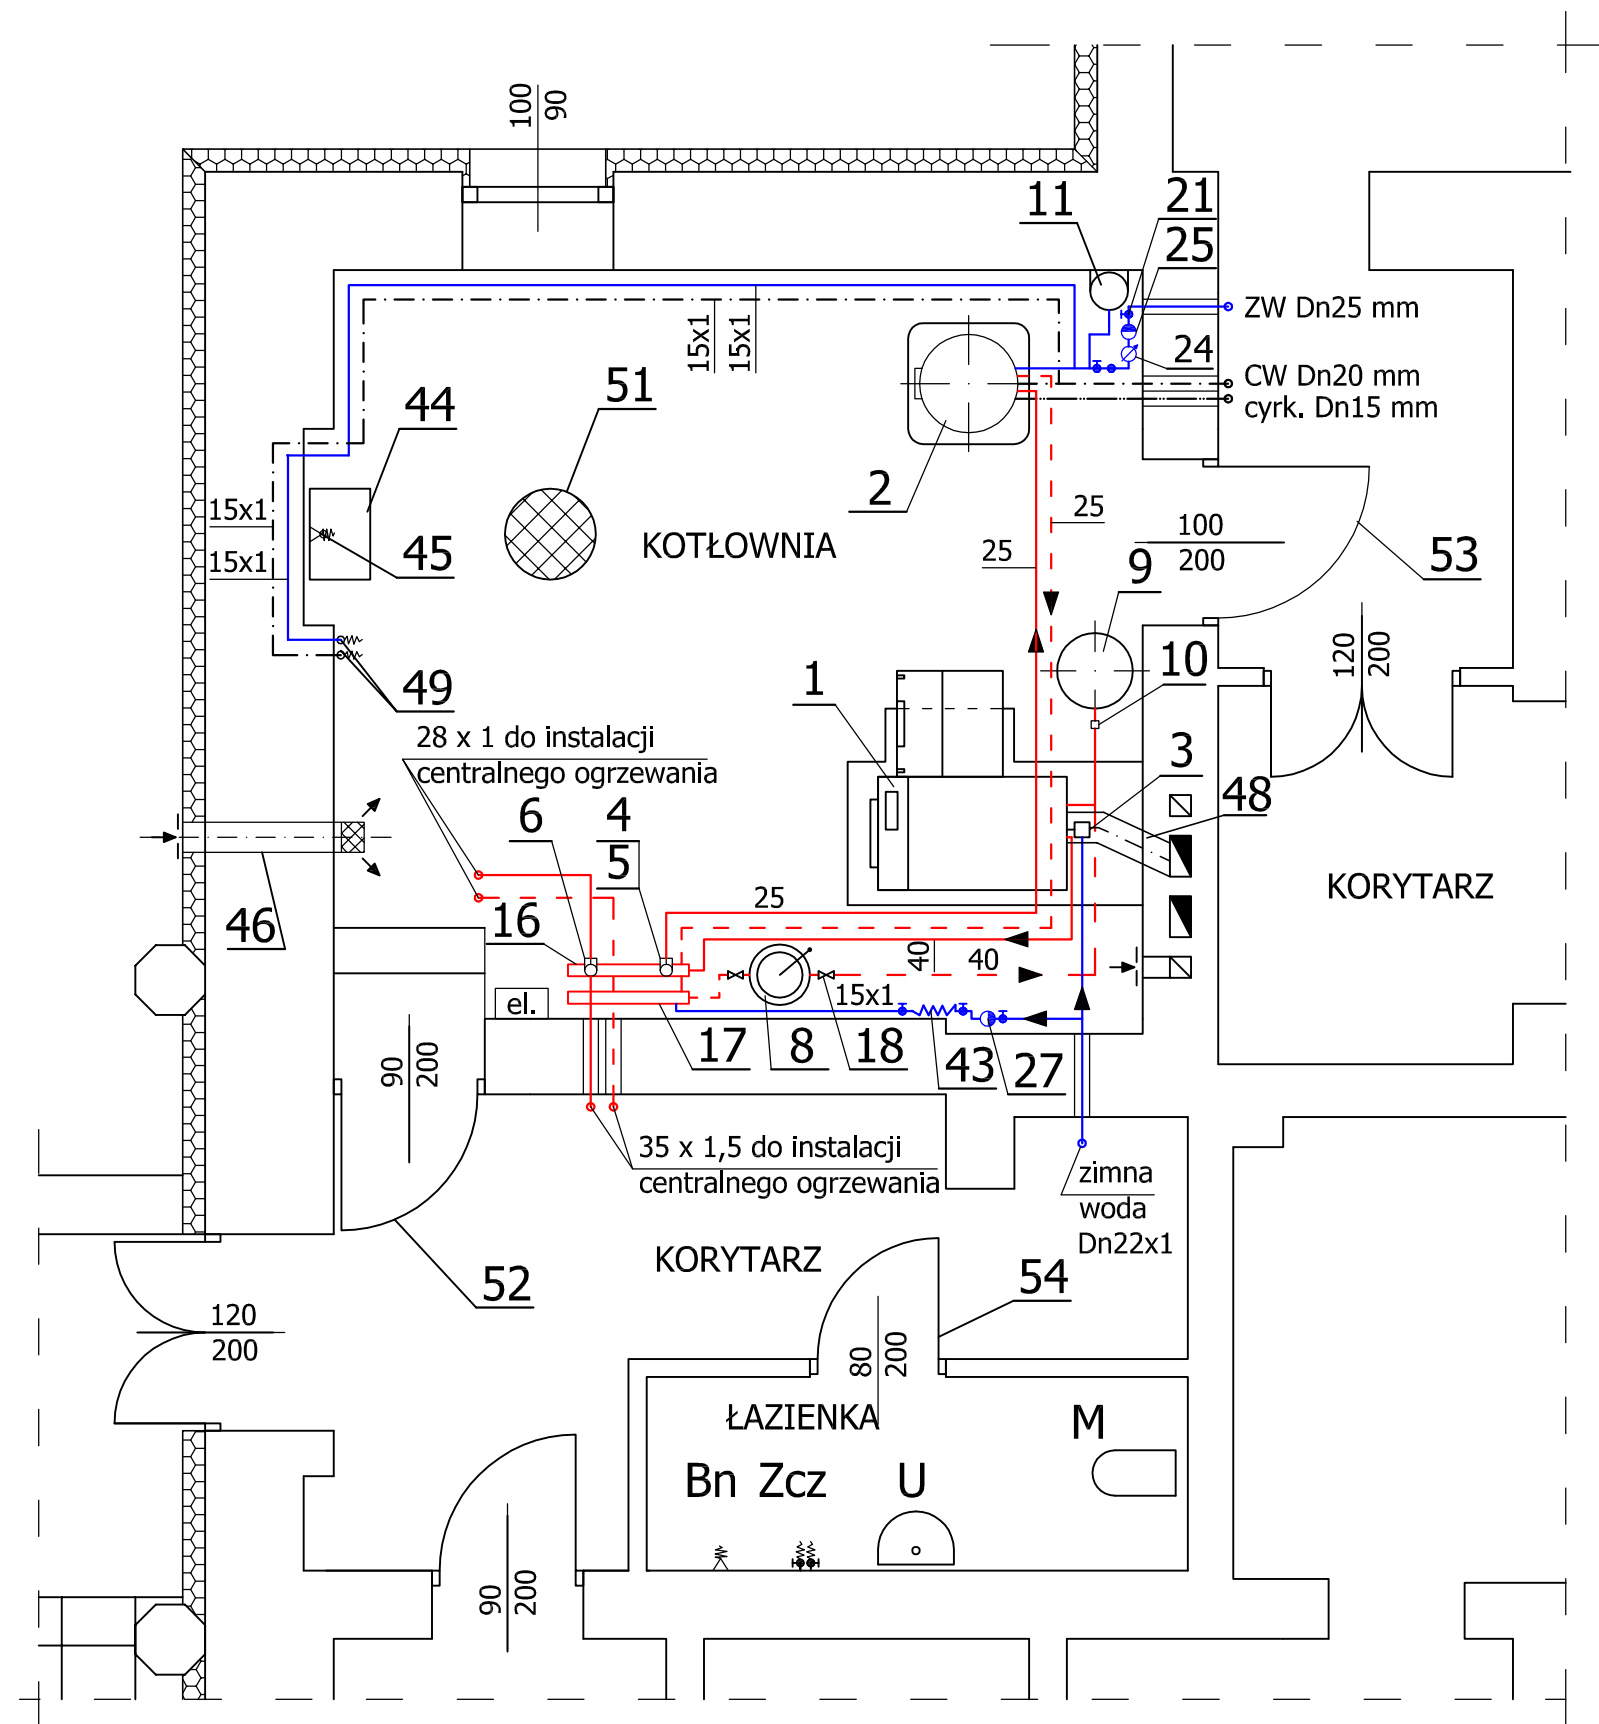 100
90
11
21
25
ZW Dn25 mm
24
CW Dn20 mm
cyrk. Dn15 mm
15x1
15x1
44
51
2
15x1
15x1
45
KOTŁOWNIA
25
25
100
200
53
9
120
200
49
1
10
28 x 1 do instalacji
centralnego ogrzewania
3
48
6
4
5
KORYTARZ
46
16
25
40
40
el.
15x1
90
200
17
8
18
43
27
35 x 1,5 do instalacji
centralnego ogrzewania
zimna
woda
Dn22x1
KORYTARZ
52
54
120
200
80
200
ŁAZIENKA
M
Bn Zcz U
90
200